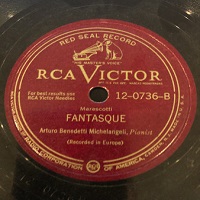 RED SEAL RECORD
"HIS MASTER'S VOICE"
RCA VICTOR
For best results use
RCA Victor Needles
12-0736-B
Marescotti
FANTASQUE
Arturo Benedetti Michelangeli, Pianist
(Recorded in Europe)